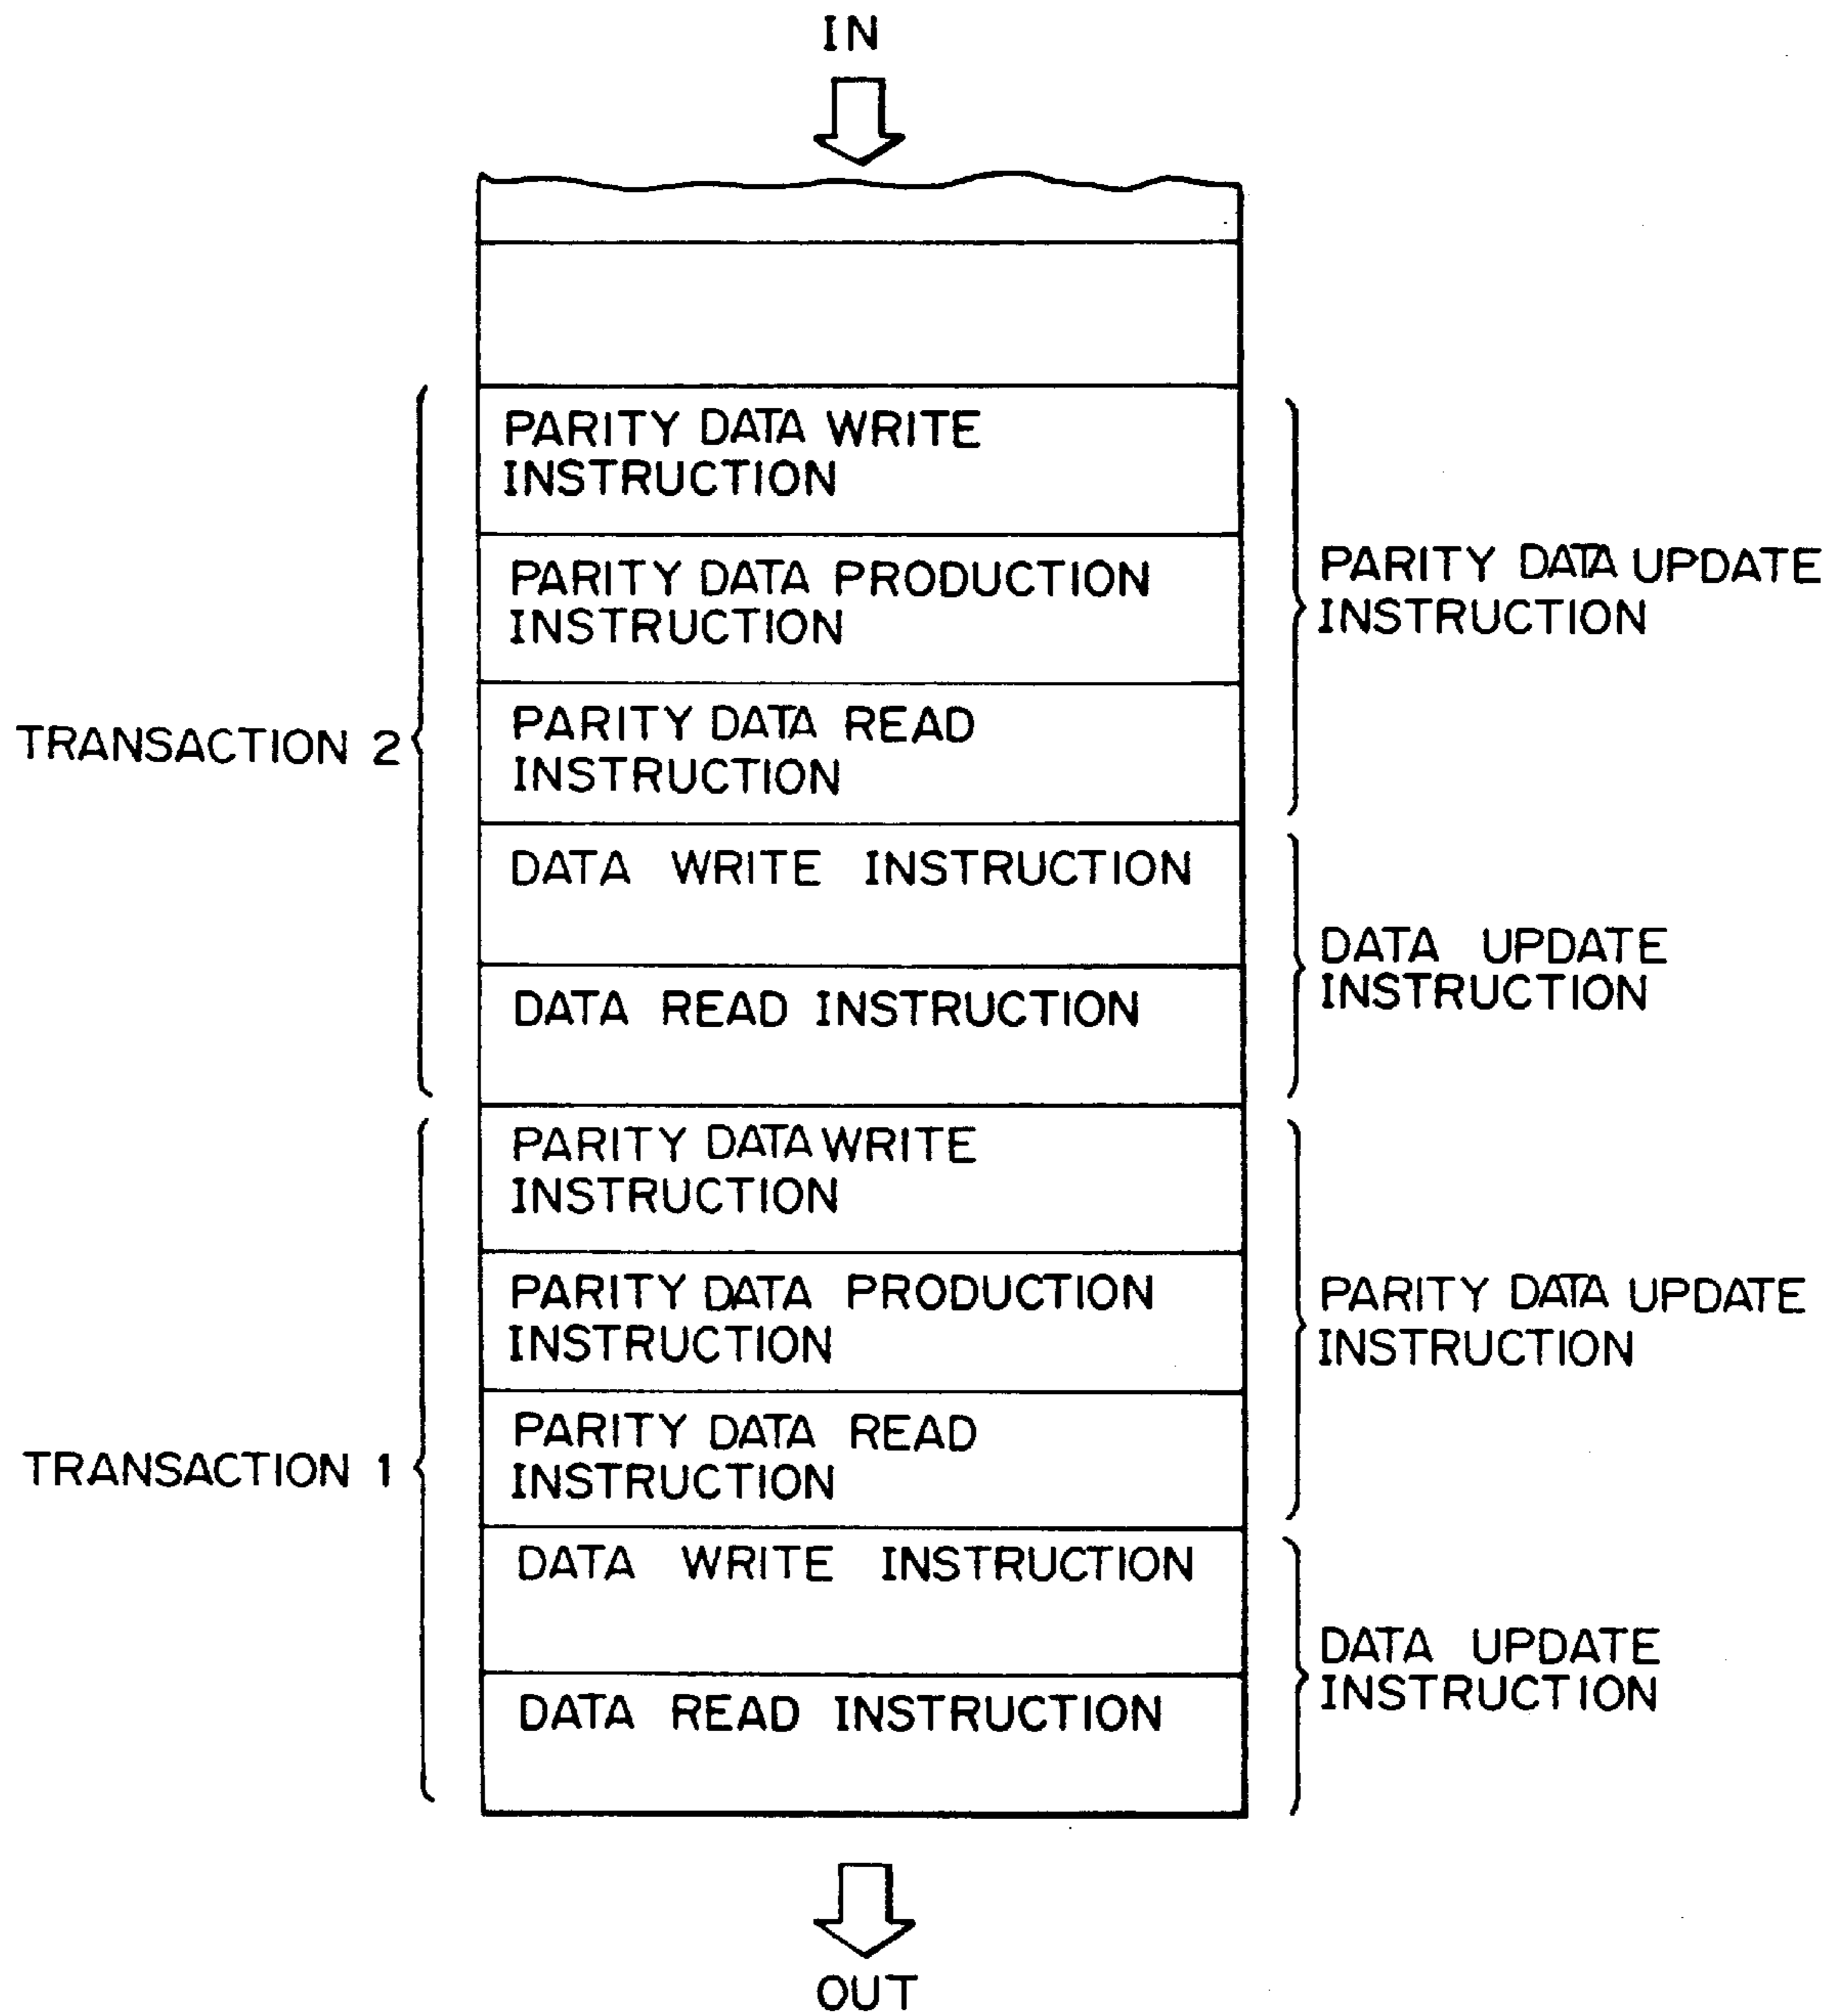 IN
PARITY DATA WRITE
INSTRUCTION
PARITY DATA PRODUCTION
INSTRUCTION
PARITY DATA UPDATE
INSTRUCTION
PARITY DATA READ
INSTRUCTION
TRANSACTION 2
DATA WRITE INSTRUCTION
DATA UPDATE
INSTRUCTION
DATA READ INSTRUCTION
PARITY DATA WRITE
INSTRUCTION
PARITY DATA PRODUCTION
INSTRUCTION
PARITY DATA UPDATE
INSTRUCTION
PARITY DATA READ
INSTRUCTION
TRANSACTION 1
DATA WRITE INSTRUCTION
DATA UPDATE
INSTRUCTION
DATA READ INSTRUCTION
OUT